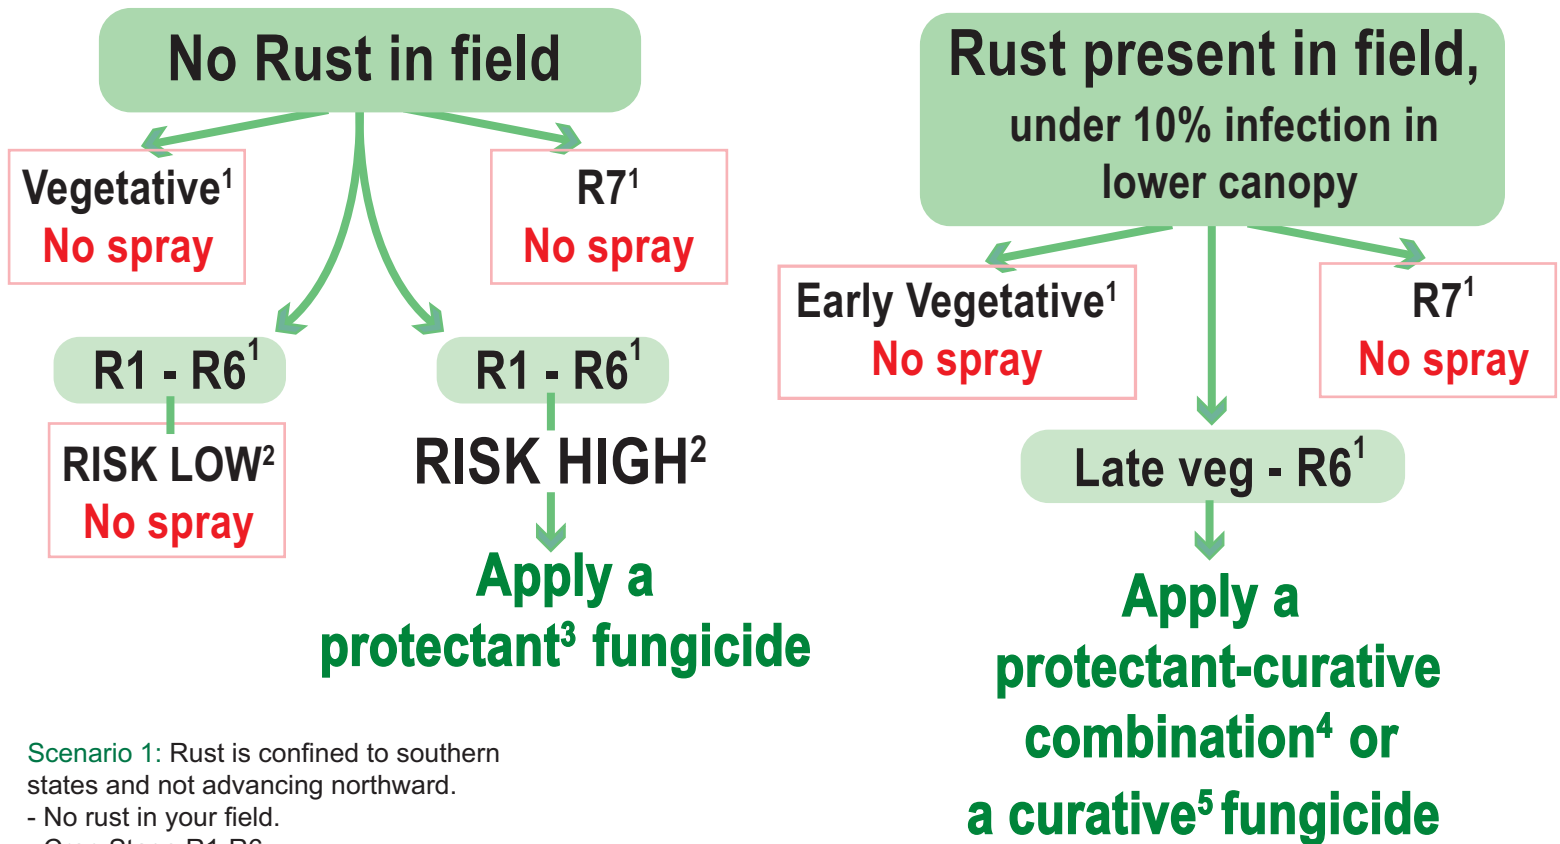 No Rust in field
Vegetative¹
No spray
R7¹
No spray
R1 - R6¹
RISK LOW²
No spray
R1 - R6¹
RISK HIGH²
Apply a
protectant³ fungicide
Rust present in field,
under 10% infection in
lower canopy
Early Vegetative¹
No spray
R7¹
No spray
Late veg - R6¹
Apply a
protectant-curative
combination⁴ or
a curative⁵ fungicide
Scenario 1: Rust is confined to southern
states and not advancing northward.
- No rust in your field.